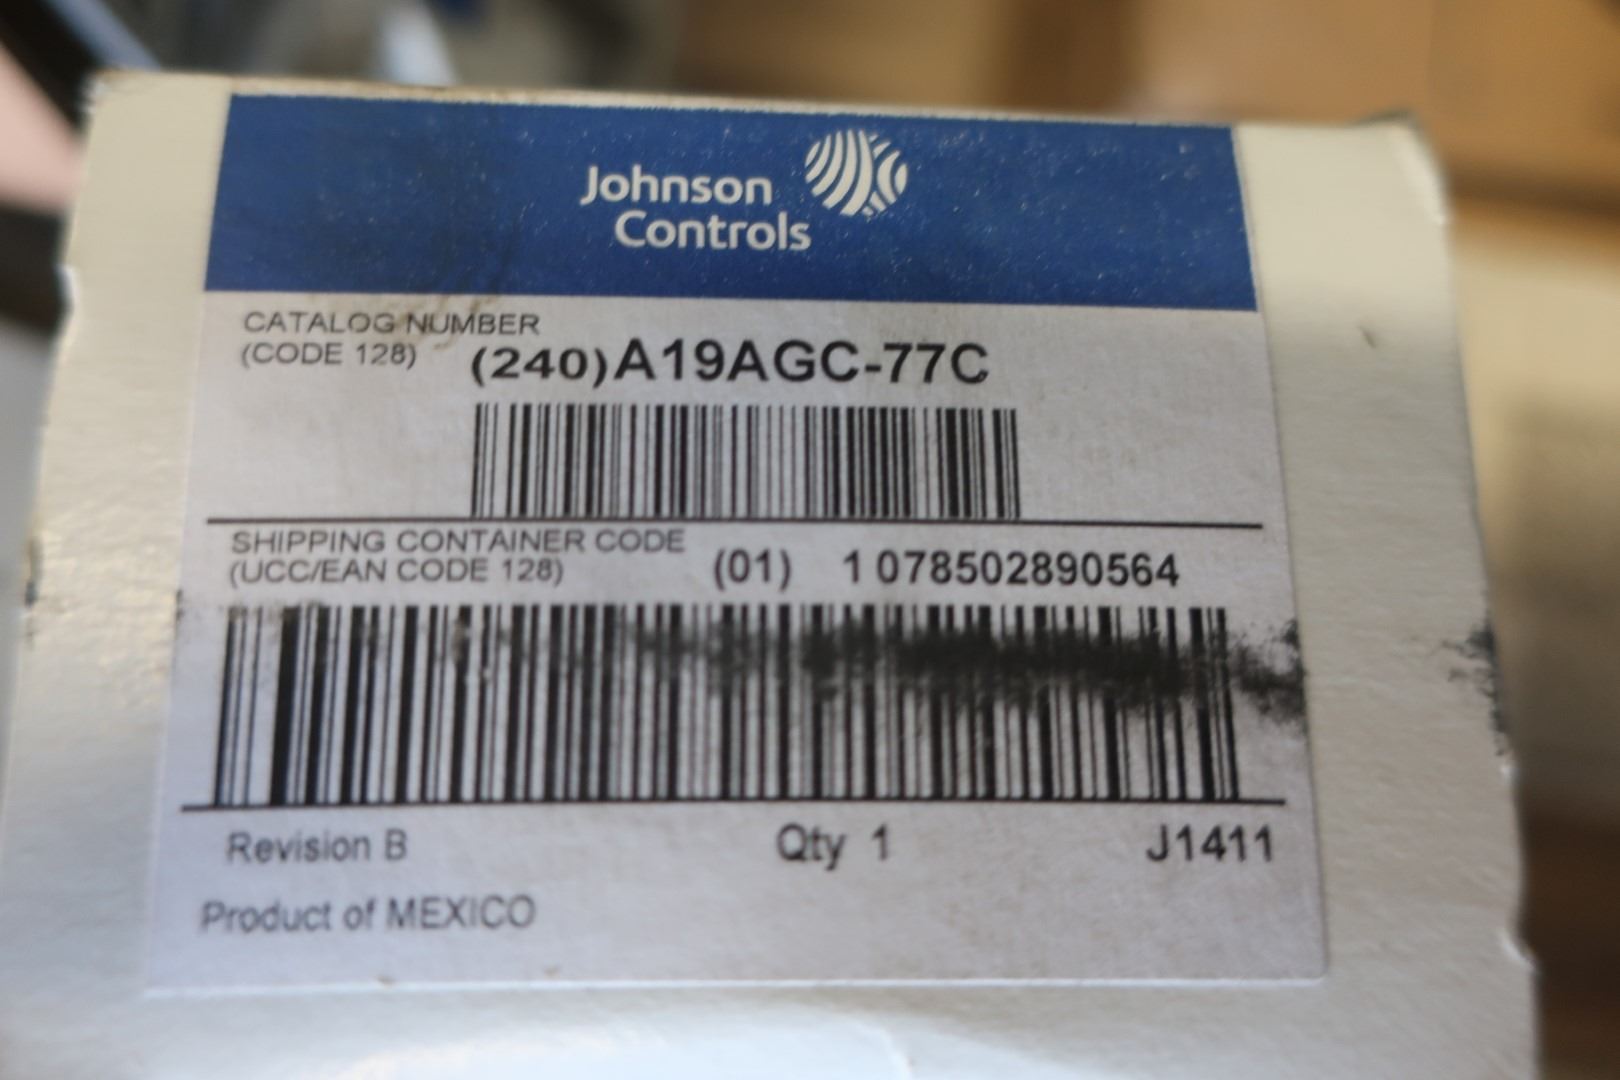 Johnson
Controls
CATALOG NUMBER
(CODE 128) (240)A19AGC-77C
SHIPPING CONTAINER CODE
(UCC/EAN CODE 128) (01) 1 078502890564
Revision B Qty 1 J1411
Product of MEXICO